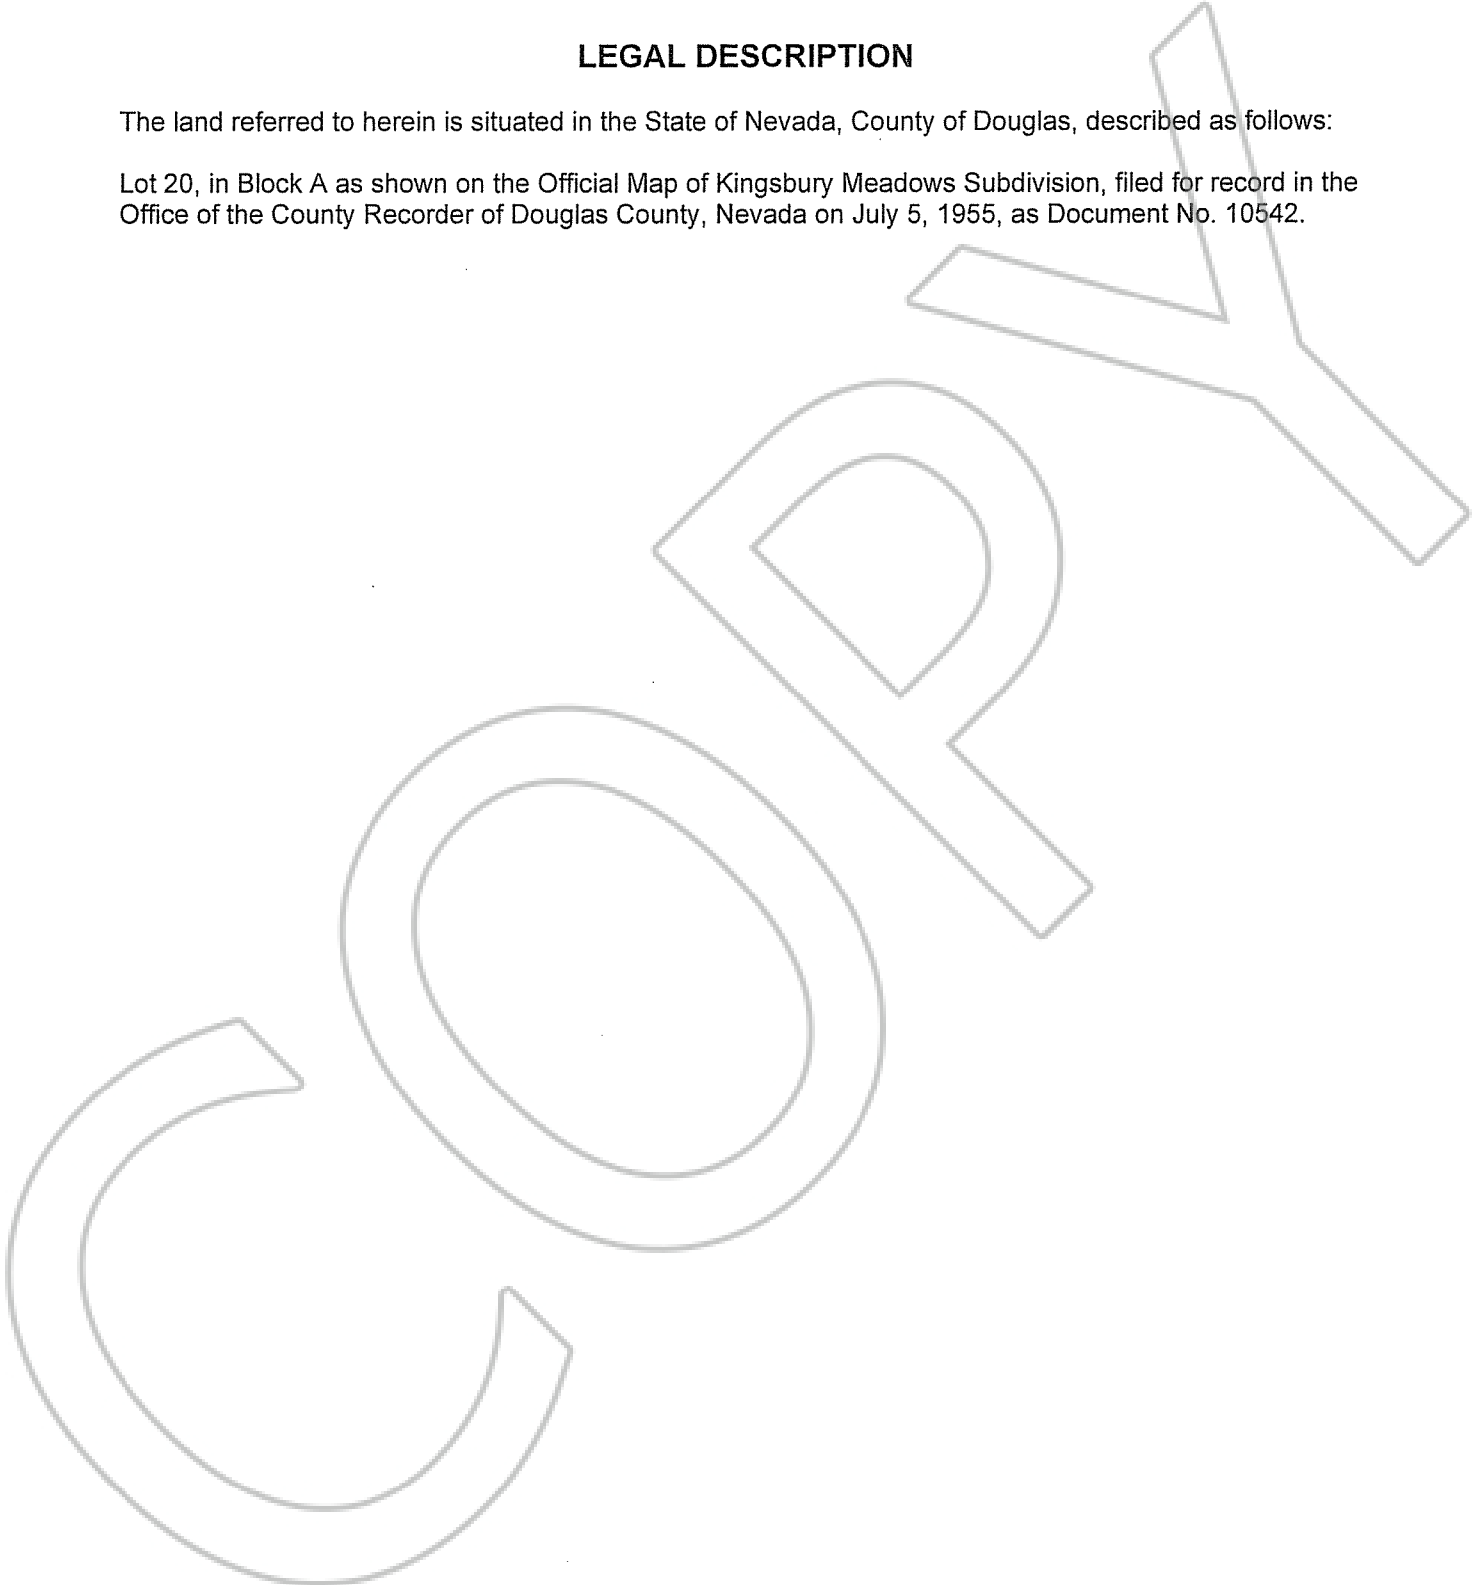 LEGAL DESCRIPTION
The land referred to herein is situated in the State of Nevada, County of Douglas, described as follows:
Lot 20, in Block A as shown on the Official Map of Kingsbury Meadows Subdivision, filed for record in the
Office of the County Recorder of Douglas County, Nevada on July 5, 1955, as Document No. 10542.
COPY